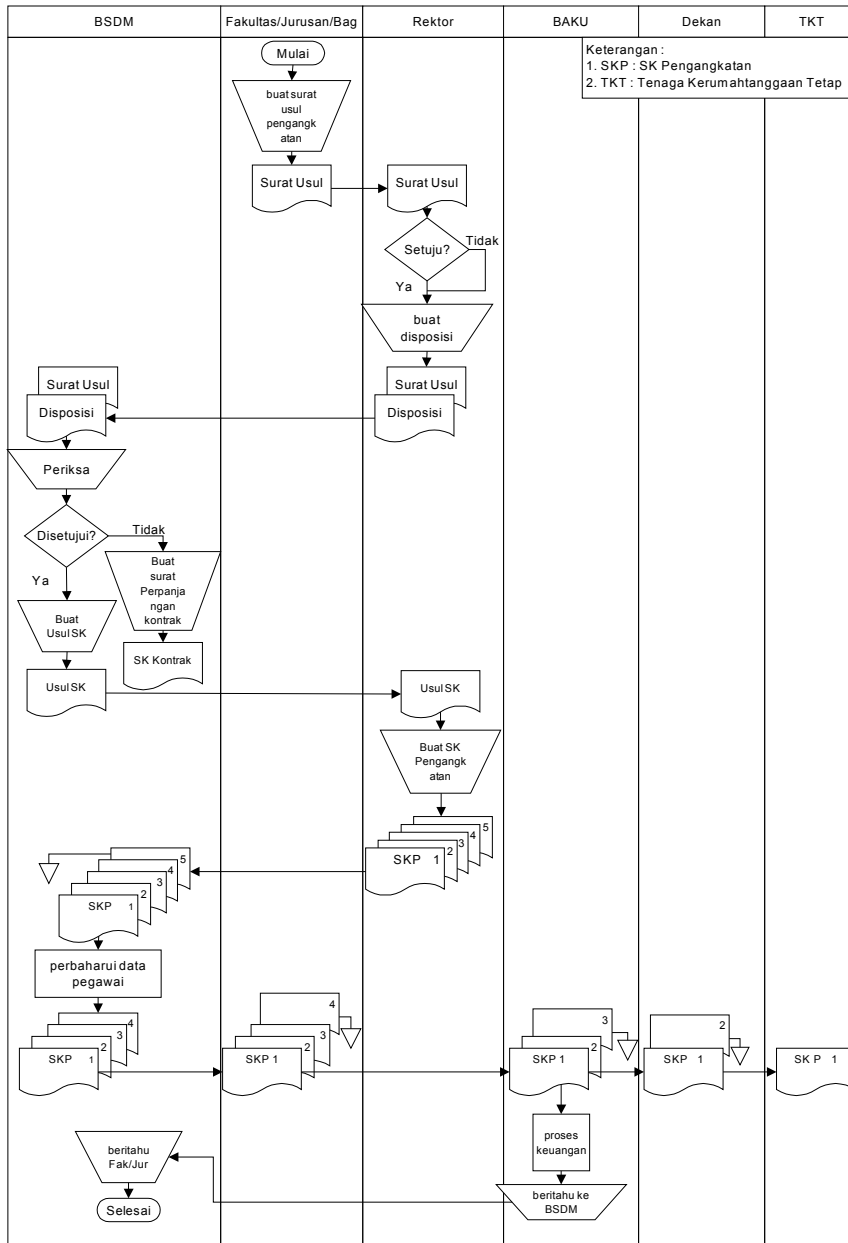 BSDM
Fakultas/Jurusan/Bag
Rektor
BAKU
Dekan
TKT
Keterangan :
1. SKP : SK Pengangkatan
2. TKT : Tenaga Kerumahtanggaan Tetap
Mulai
buat surat
usul
pengangk
atan
Surat Usul
Surat Usul
Setuju?
Tidak
Ya
buat
disposisi
Surat Usul
Disposisi
Surat Usul
Disposisi
Periksa
Disetujui?
Tidak
Ya
Buat
surat
Perpanja
ngan
kontrak
SK Kontrak
Buat
Usul SK
Usul SK
Usul SK
Buat SK
Pengangk
atan
5
4
3
2
SKP 1
5
4
3
2
SKP 1
perbaharui data
pegawai
4
3
2
SKP 1
4
3
2
SKP 1
3
2
SKP 1
2
SKP 1
SK P 1
proses
keuangan
beritahu ke
BSDM
beritahu
Fak/Jur
Selesai